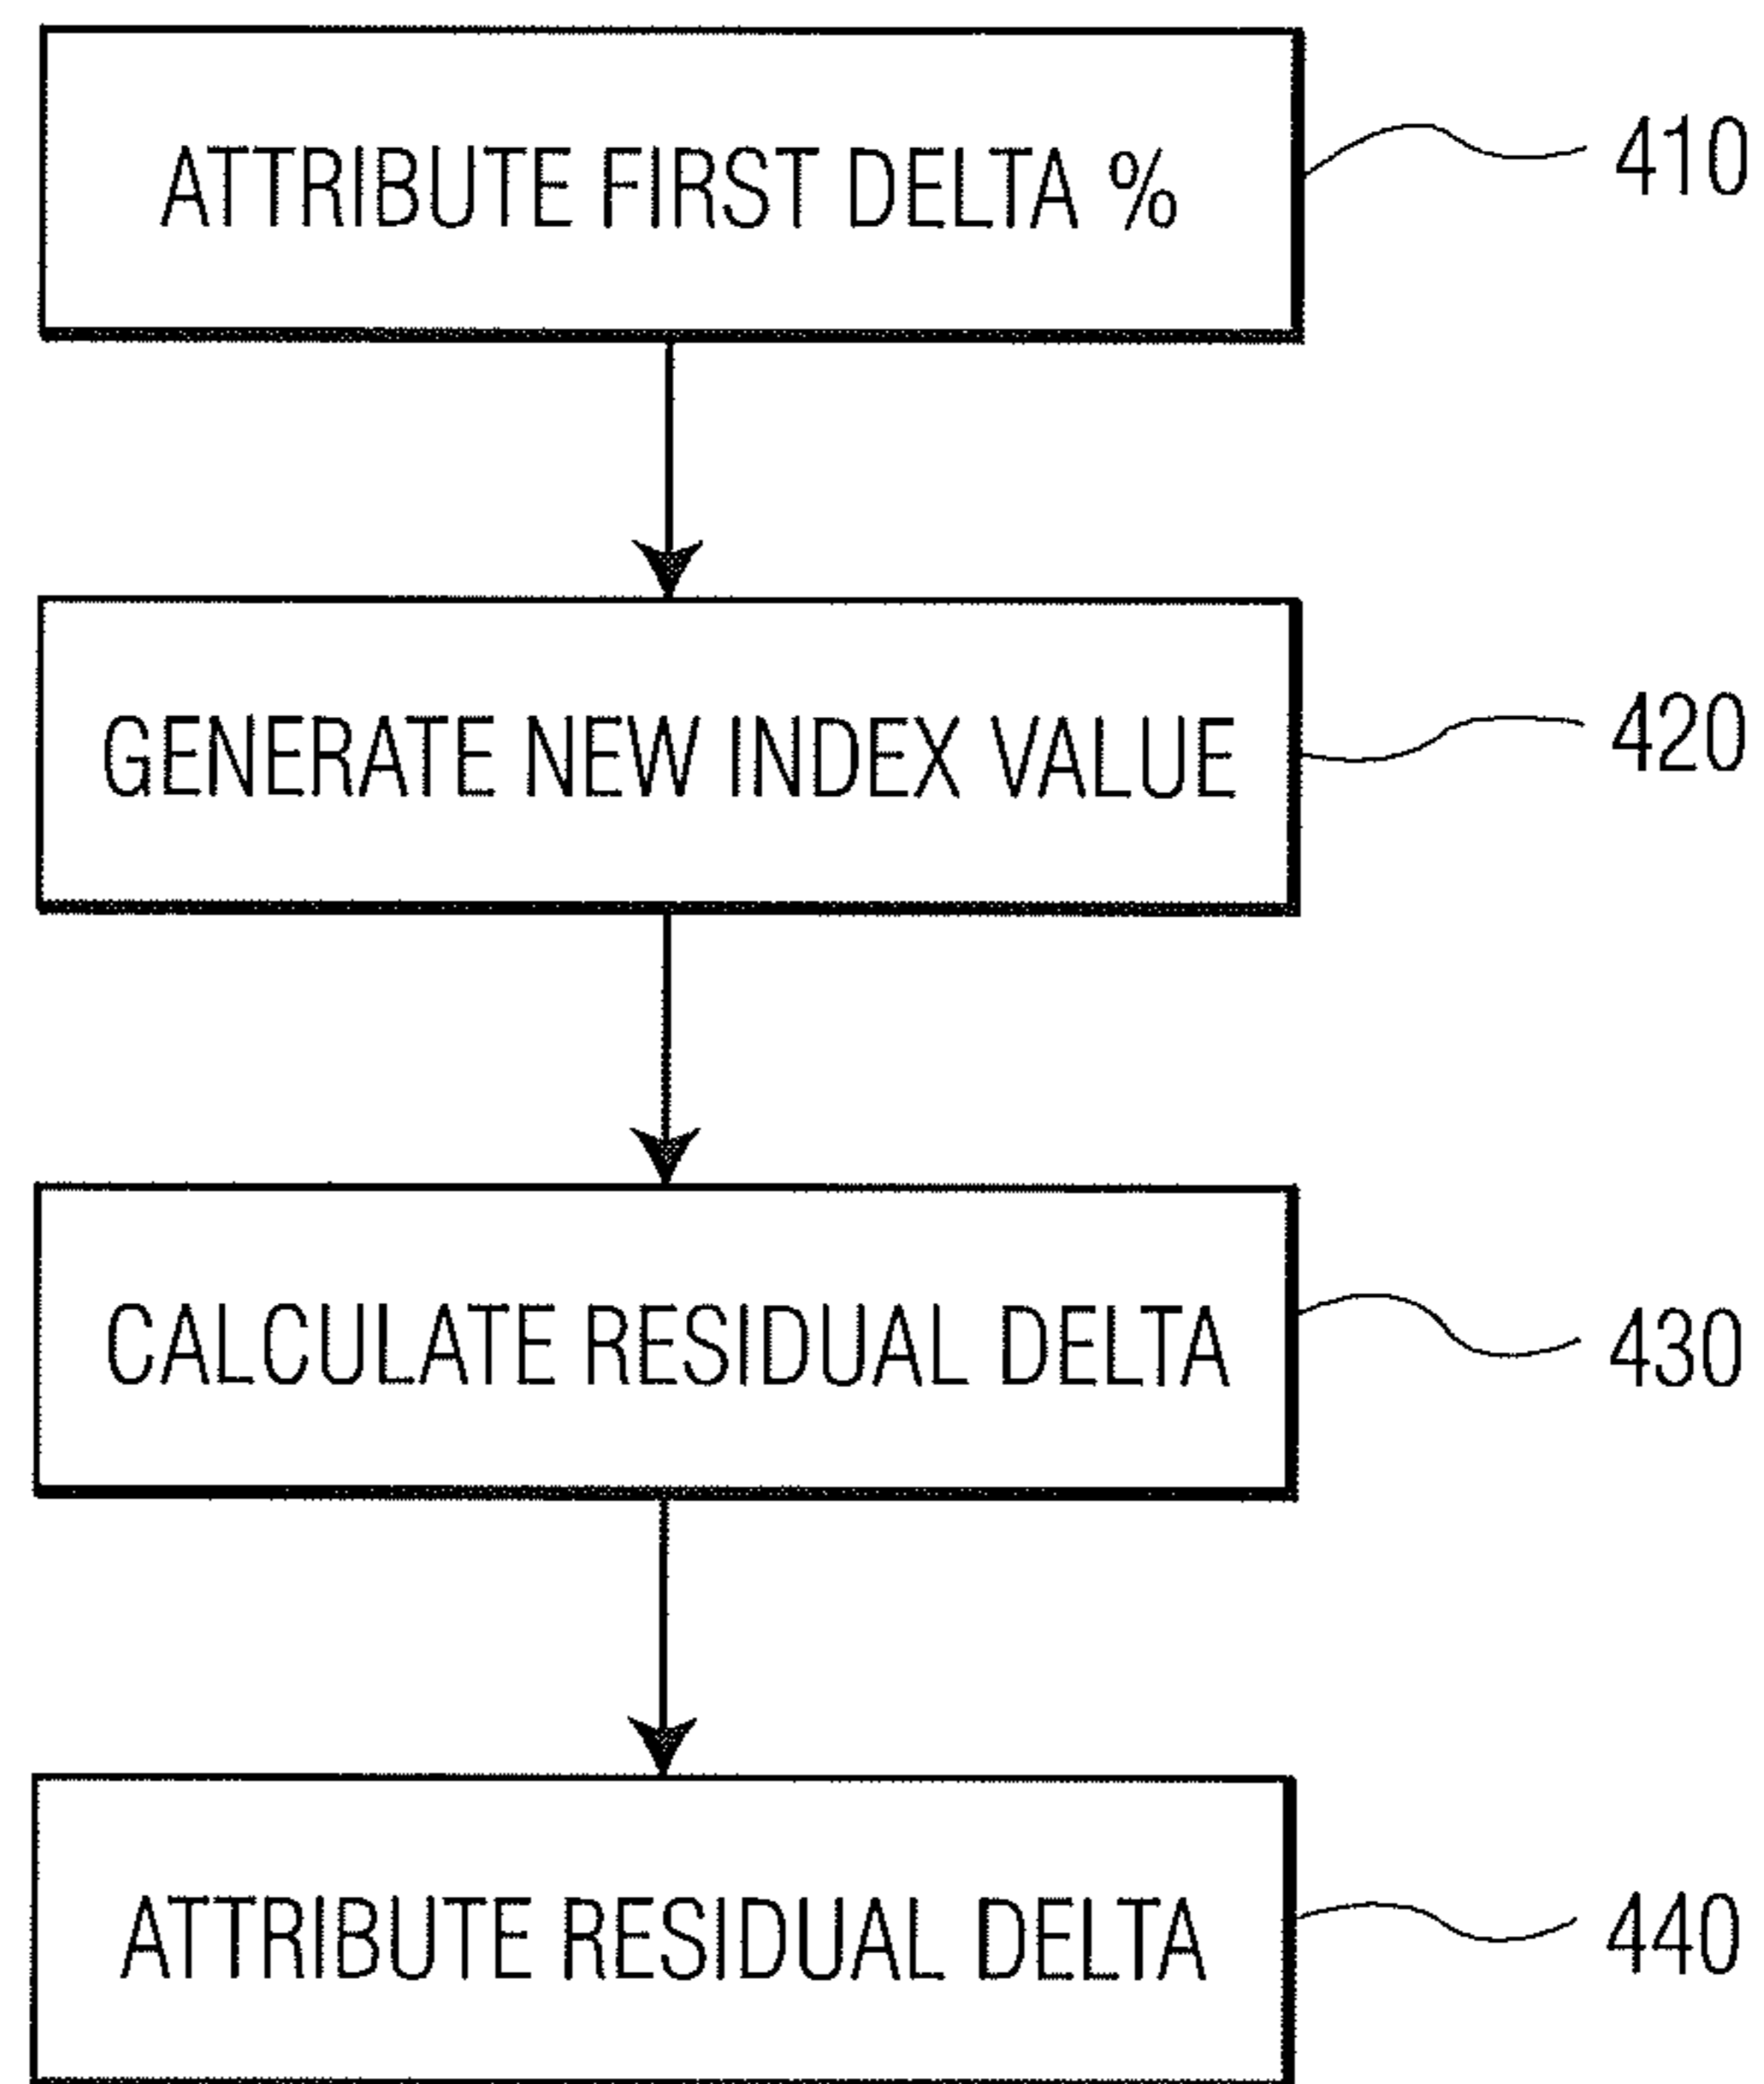 ATTRIBUTE FIRST DELTA %
410
GENERATE NEW INDEX VALUE
420
CALCULATE RESIDUAL DELTA
430
ATTRIBUTE RESIDUAL DELTA
440